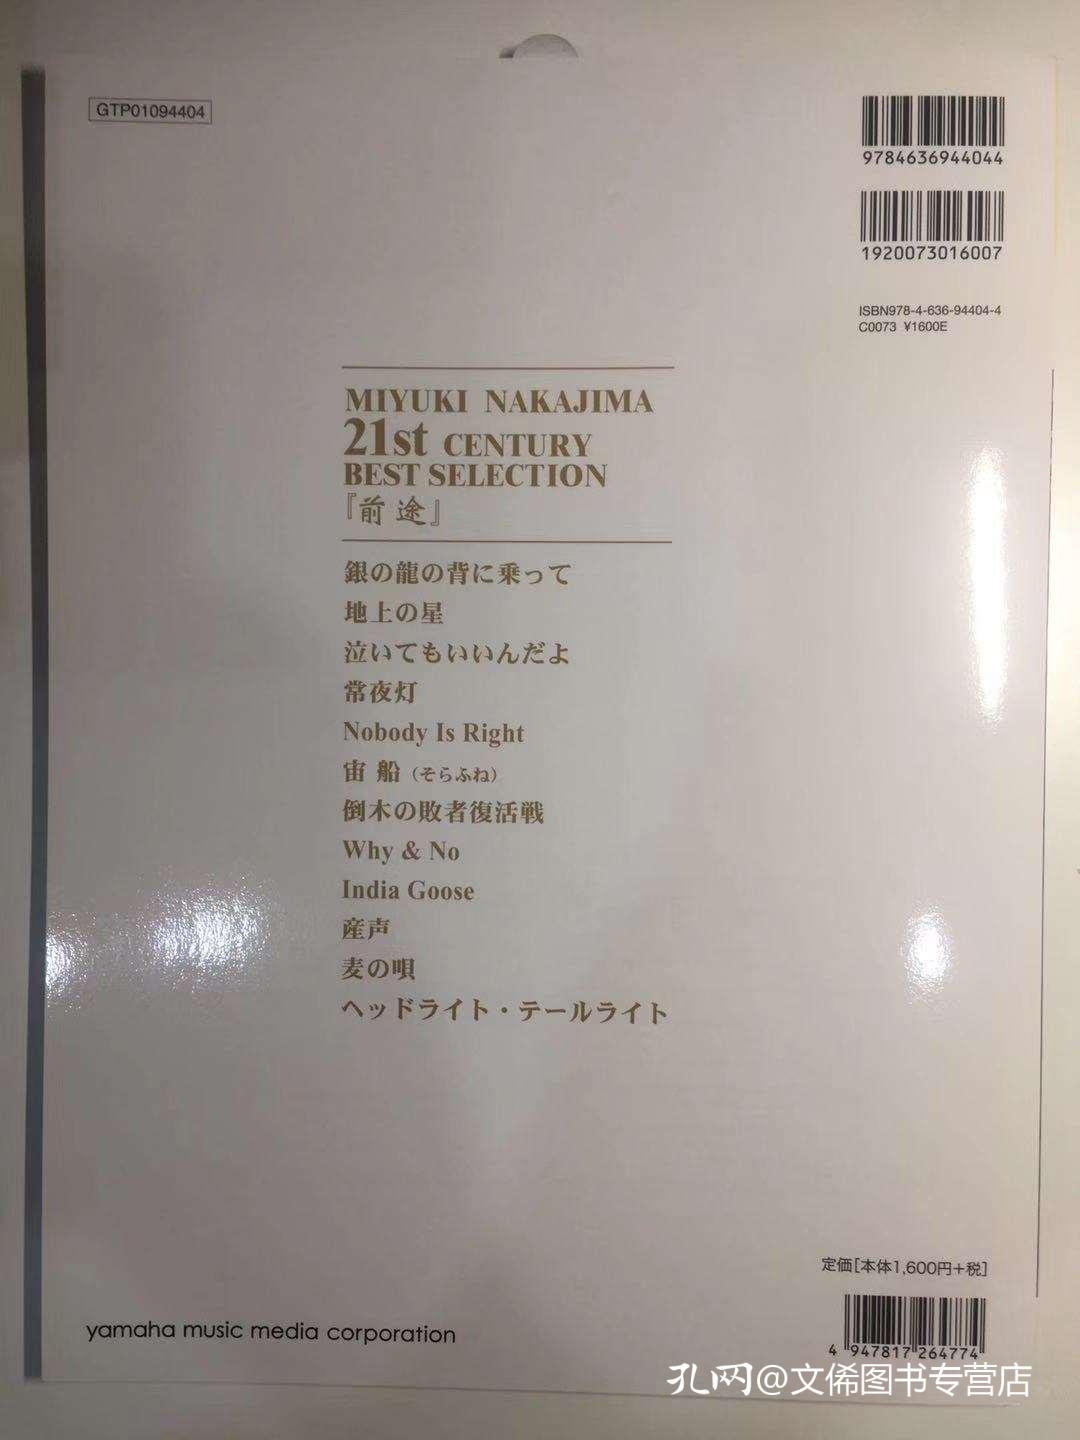 GTP01094404
9784636944044
1920073016007
ISBN978-4-636-94404-4
C0073 ¥1600E
MIYUKI NAKAJIMA
21st CENTURY
BEST SELECTION
『前途』
銀の龍の背に乗って
地上の星
泣いてもいいんだよ
常夜灯
Nobody Is Right
宙船（そらふね）
倒木の敗者復活戦
Why & No
India Goose
産声
麦の唄
ヘッドライト・テールライト
定価[本体1,600円+税]
yamaha music media corporation
4 947817 264774
孔网@文俙图书专营店